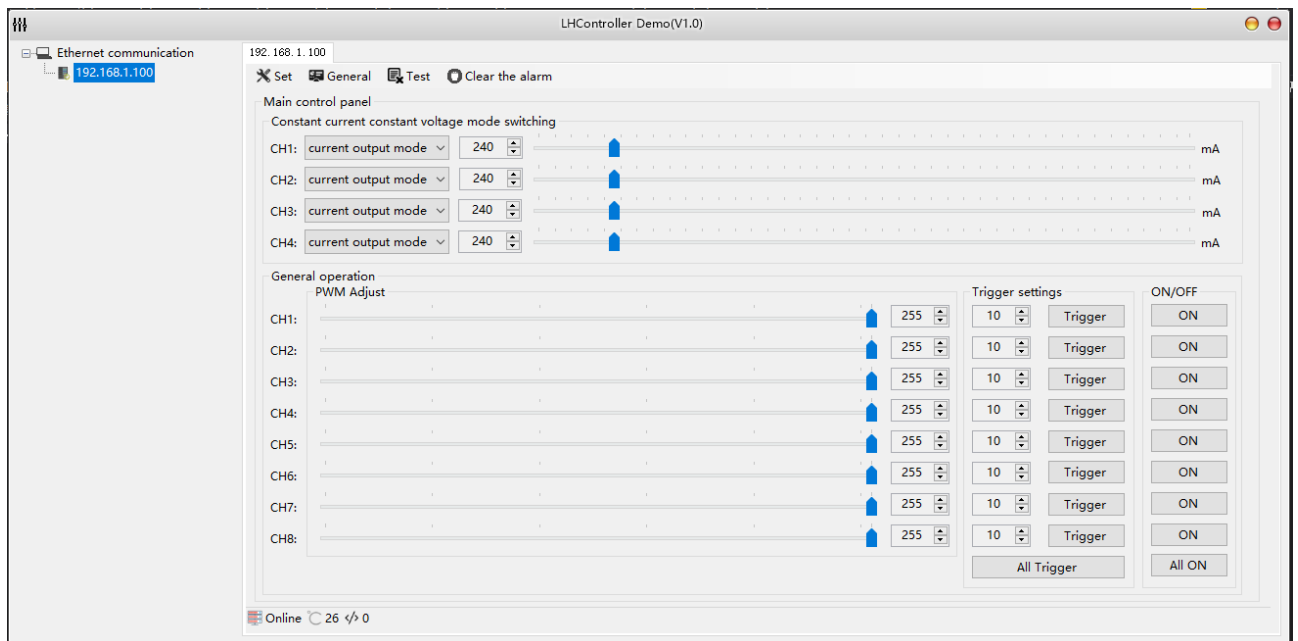 LHController Demo(V1.0)
Ethernet communication
192.168.1.100
192.168.1.100
Set General Test Clear the alarm
Main control panel
Constant current constant voltage mode switching
CH1: current output mode 240 mA
CH2: current output mode 240 mA
CH3: current output mode 240 mA
CH4: current output mode 240 mA
General operation
PWM Adjust Trigger settings ON/OFF
CH1: 255 10 Trigger ON
CH2: 255 10 Trigger ON
CH3: 255 10 Trigger ON
CH4: 255 10 Trigger ON
CH5: 255 10 Trigger ON
CH6: 255 10 Trigger ON
CH7: 255 10 Trigger ON
CH8: 255 10 Trigger ON
All Trigger All ON
Online 26 0